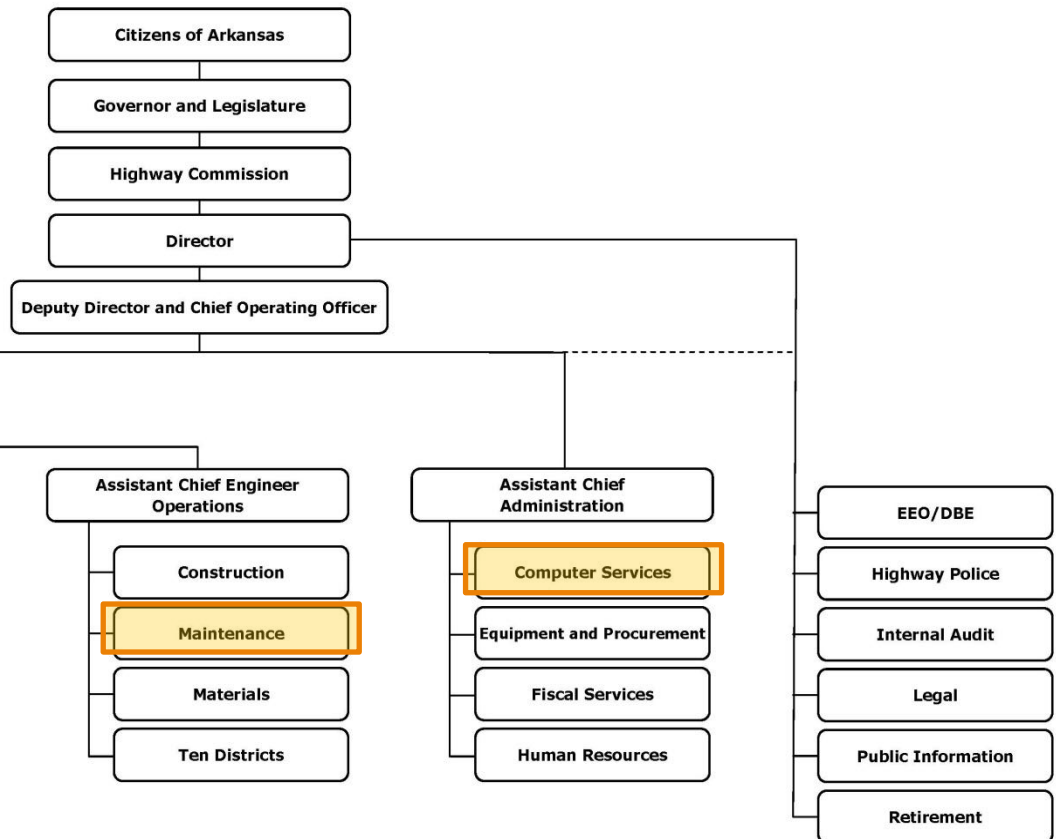 Citizens of Arkansas
Governor and Legislature
Highway Commission
Director
Deputy Director and Chief Operating Officer
Assistant Chief Engineer
Operations
Construction
Maintenance
Materials
Ten Districts
Assistant Chief
Administration
Computer Services
Equipment and Procurement
Fiscal Services
Human Resources
EEO/DBE
Highway Police
Internal Audit
Legal
Public Information
Retirement